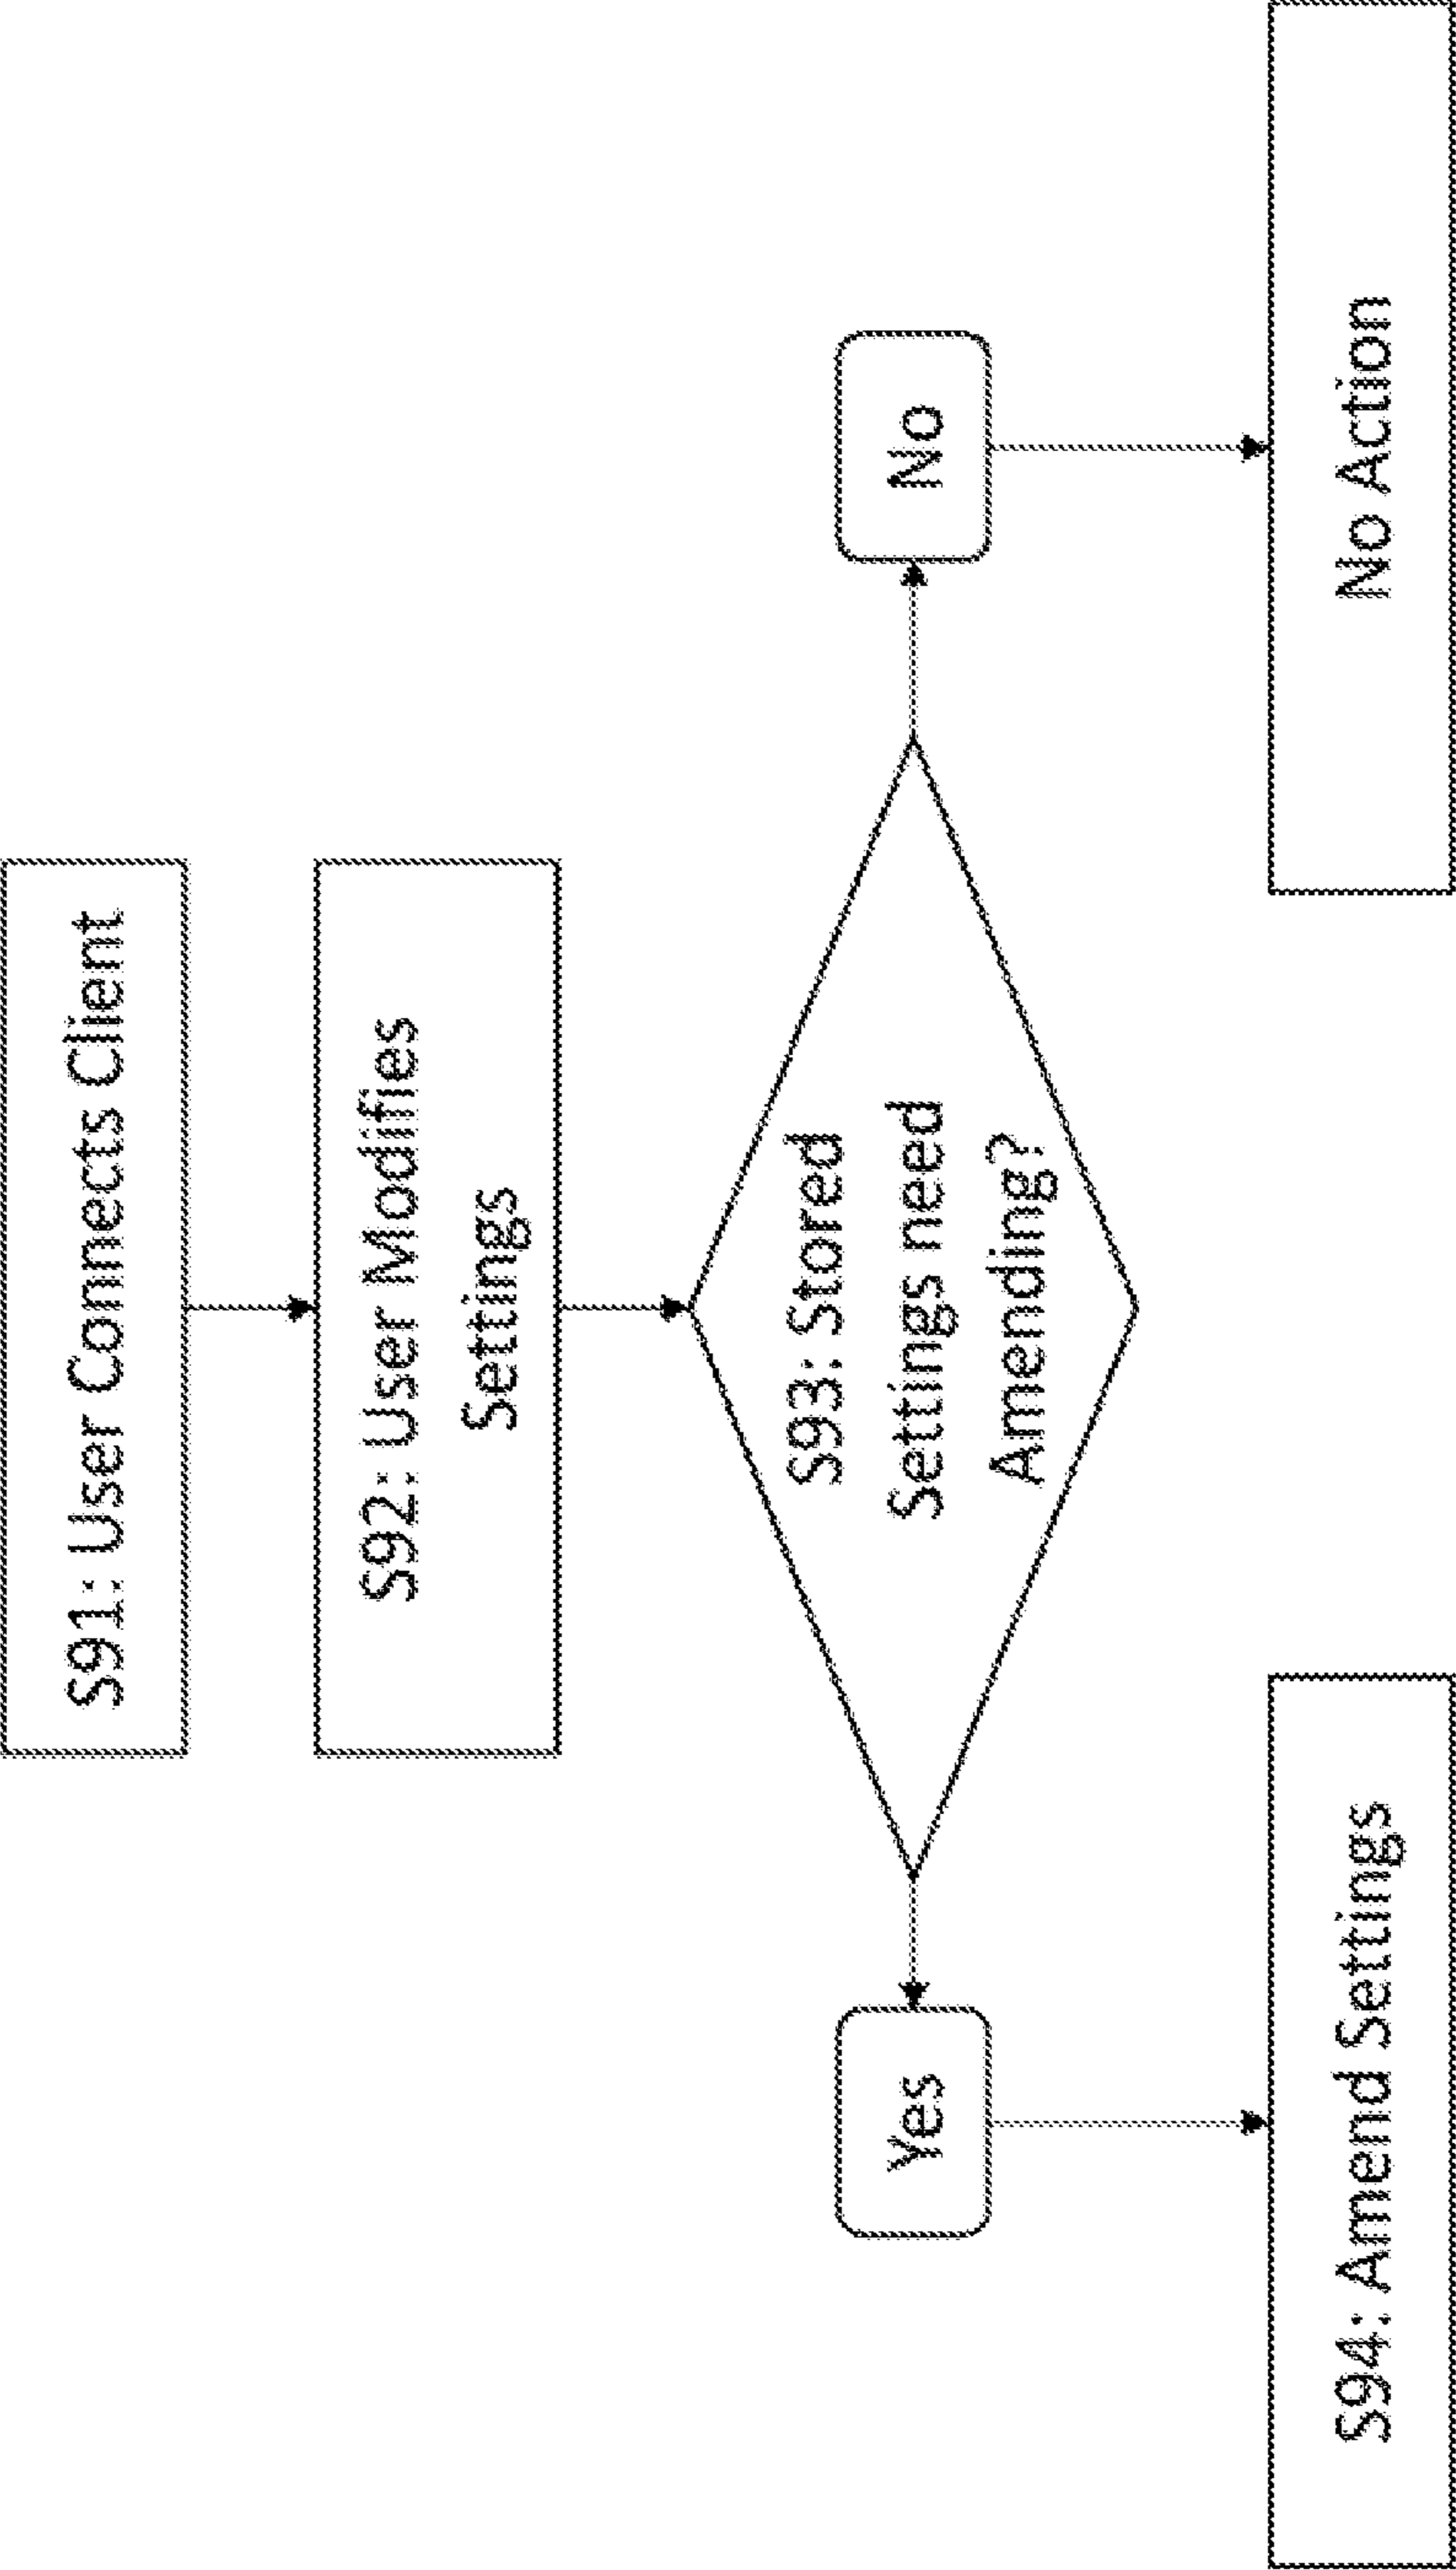 S91: User Connects Client
S92: User Modifies
Settings
S93: Stored
Settings need
Amending?
Yes
No
S94: Amend Settings
No Action